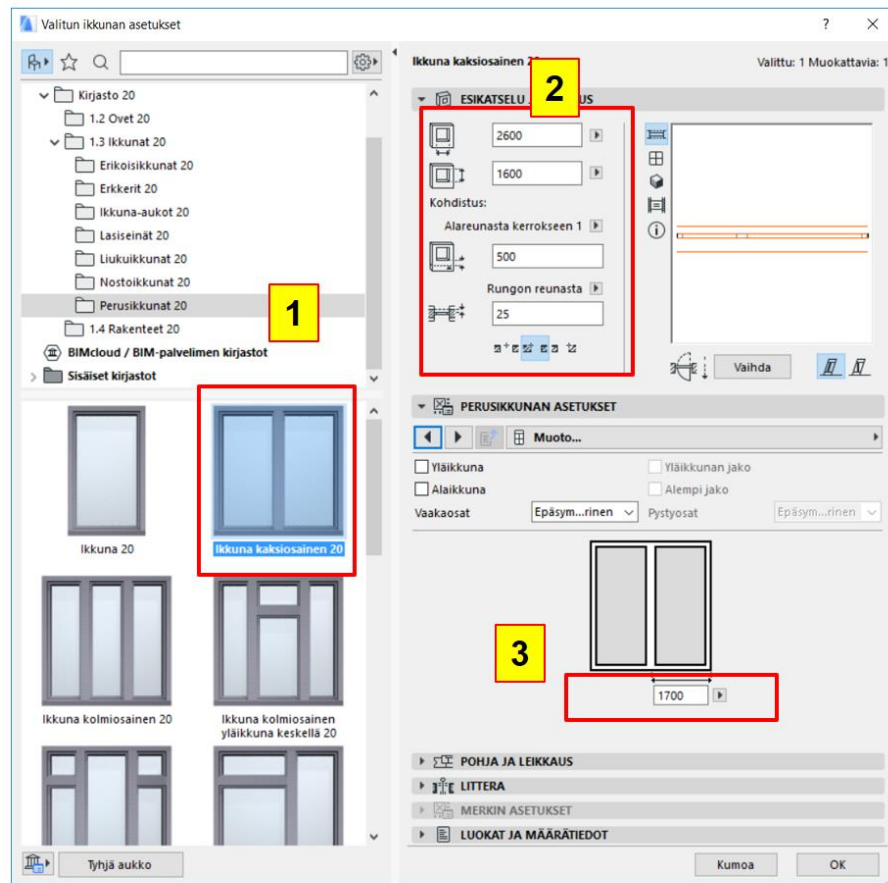 Valitun ikkunan asetukset
Kirjasto 20
1.2 Ovet 20
1.3 Ikkunat 20
Erikoisikkunat 20
Erkkerit 20
Ikkuna-aukot 20
Lasiseinät 20
Liukuikkunat 20
Nostoikkunat 20
Perusikkunat 20
1
1.4 Rakenteet 20
BIMcloud / BIM-palvelimen kirjastot
Sisäiset kirjastot
Ikkuna 20
Ikkuna kaksiosainen 20
Ikkuna kolmiosainen 20
Ikkuna kolmiosainen
yläikkuna keskellä 20
Tyhjä aukko
Ikkuna kaksiosainen
Valittu: 1 Muokattavia: 1
ESIKATSELU
2
2600
1600
Kohdistus:
Alareunasta kerrokseen 1
500
Rungon reunasta
25
Vaihda
PERUSIKKUNAN ASETUKSET
Muoto...
Yläikkuna
Yläikkunan jako
Alaikkuna
Alempi jako
Vaakaosat
Epäsym...rinen
Pystyosat
Epäsym...rinen
3
1700
POHJA JA LEIKKAUS
LITTERA
MERKIN ASETUKSET
LUOKAT JA MÄÄRÄTIEDOT
Kumoa
OK